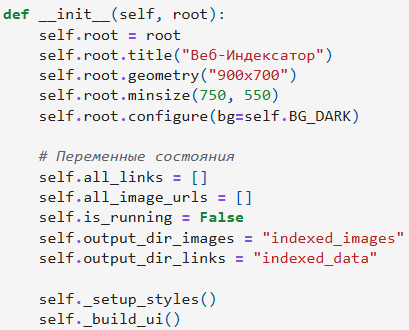 def __init__(self, root):
    self.root = root
    self.root.title("Веб-Индексатор")
    self.root.geometry("900x700")
    self.root.minsize(750, 550)
    self.root.configure(bg=self.BG_DARK)

    # Переменные состояния
    self.all_links = []
    self.all_image_urls = []
    self.is_running = False
    self.output_dir_images = "indexed_images"
    self.output_dir_links = "indexed_data"

    self._setup_styles()
    self._build_ui()